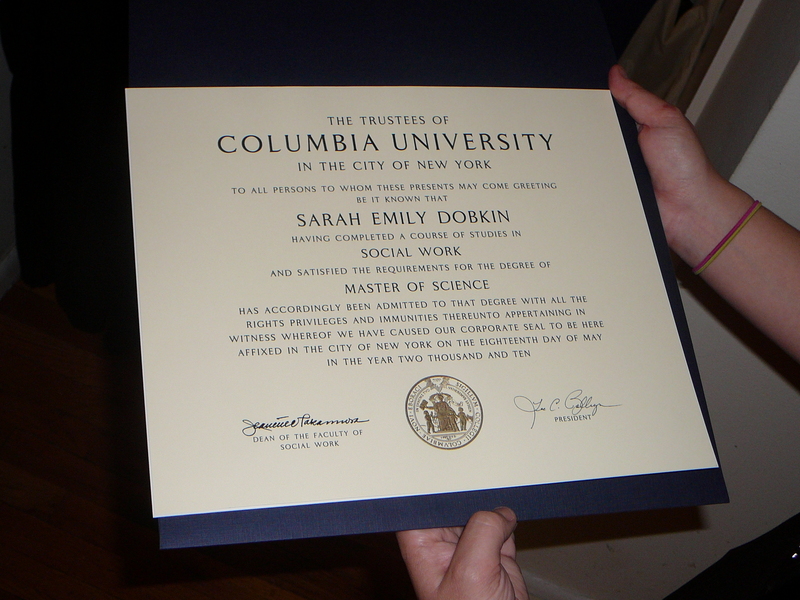 THE TRUSTEES OF
COLUMBIA UNIVERSITY
IN THE CITY OF NEW YORK
TO ALL PERSONS TO WHOM THESE PRESENTS MAY COME GREETING
BE IT KNOWN THAT
SARAH EMILY DOBKIN
HAVING COMPLETED A COURSE OF STUDIES IN
SOCIAL WORK
AND SATISFIED THE REQUIREMENTS FOR THE DEGREE OF
MASTER OF SCIENCE
HAS ACCORDINGLY BEEN ADMITTED TO THAT DEGREE WITH ALL THE
RIGHTS PRIVILEGES AND IMMUNITIES THEREUNTO APPERTAINING IN
WITNESS WHEREOF WE HAVE CAUSED OUR CORPORATE SEAL TO BE HERE
AFFIXED IN THE CITY OF NEW YORK ON THE EIGHTEENTH DAY OF MAY
IN THE YEAR TWO THOUSAND AND TEN
DEAN OF THE FACULTY OF
SOCIAL WORK
PRESIDENT